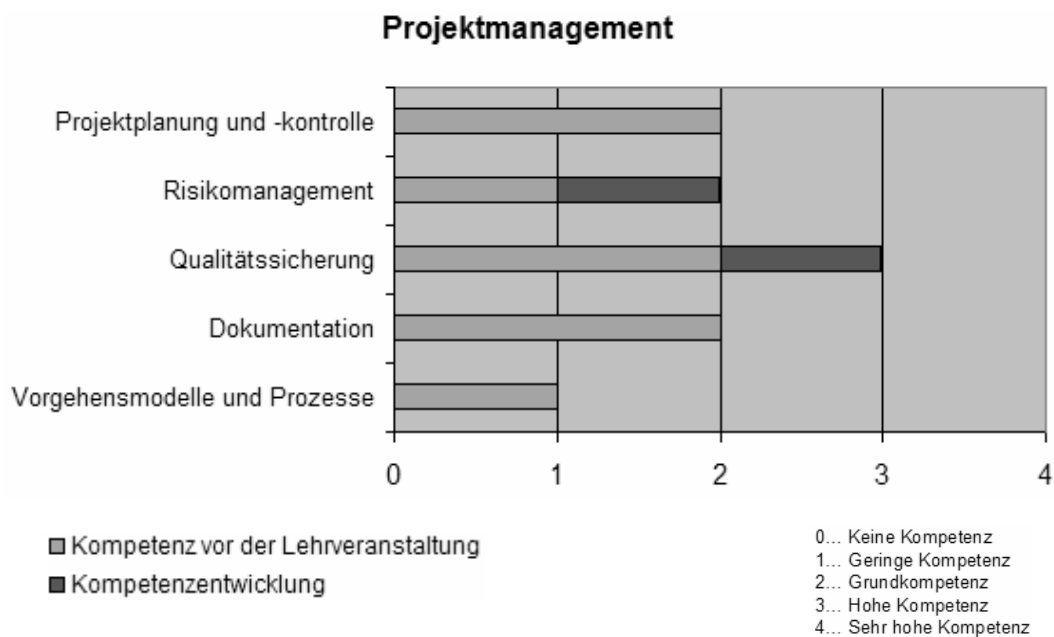 Projektmanagement
Projektplanung und -kontrolle
Risikomanagement
Qualitätssicherung
Dokumentation
Vorgehensmodelle und Prozesse
0 1 2 3 4
Kompetenz vor der Lehrveranstaltung
Kompetenzentwicklung
0... Keine Kompetenz
1... Geringe Kompetenz
2... Grundkompetenz
3... Hohe Kompetenz
4... Sehr hohe Kompetenz